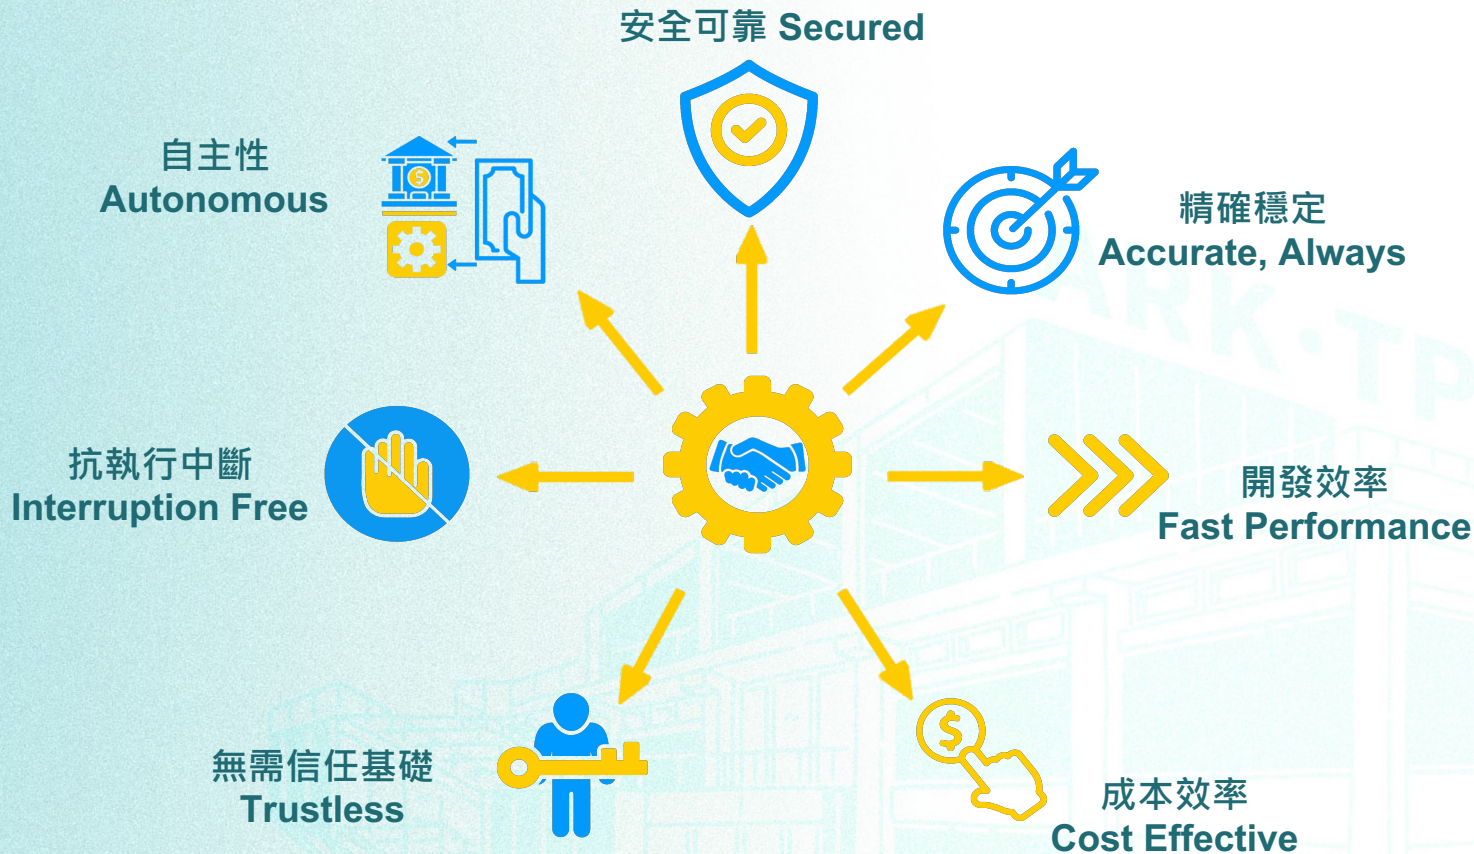 安全可靠 Secured
自主性
Autonomous
精確穩定
Accurate, Always
抗執行中斷
Interruption Free
開發效率
Fast Performance
無需信任基礎
Trustless
成本效率
Cost Effective
ARK·TP